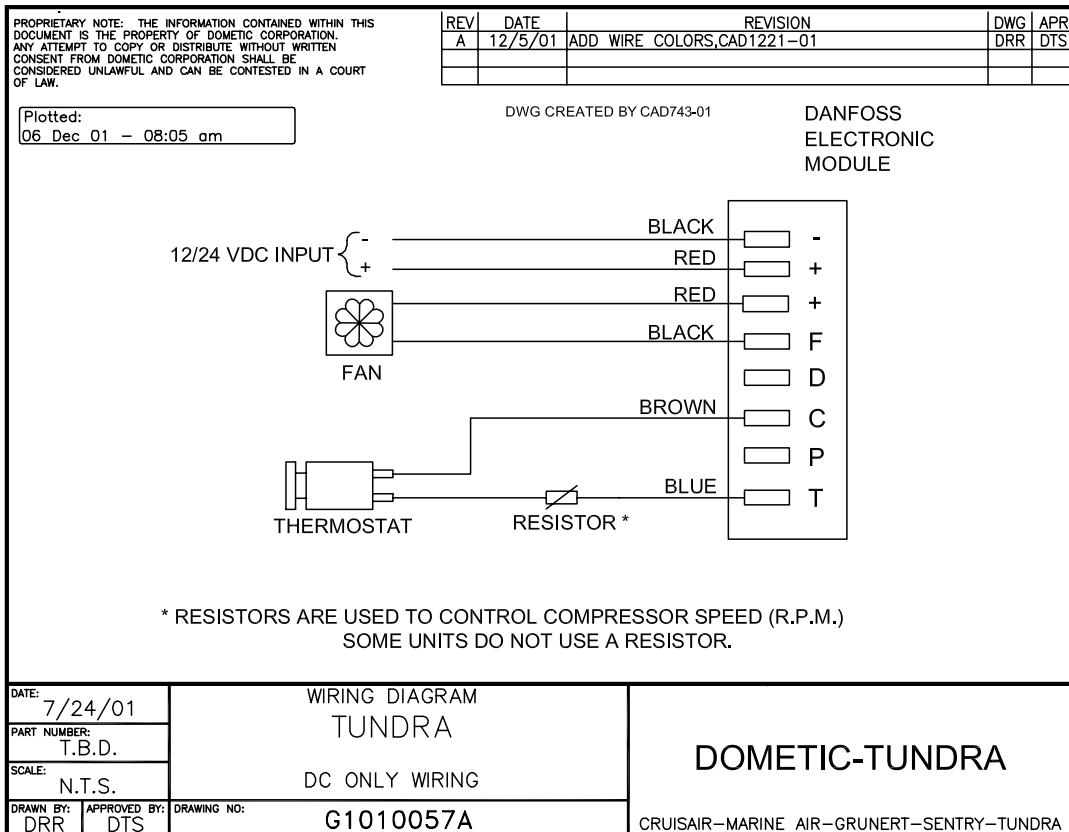 PROPRIETARY NOTE: THE INFORMATION CONTAINED WITHIN THIS
DOCUMENT IS THE PROPERTY OF DOMETIC CORPORATION.
ANY ATTEMPT TO COPY OR DISTRIBUTE WITHOUT WRITTEN
CONSENT FROM DOMETIC CORPORATION SHALL BE
CONSIDERED UNLAWFUL AND CAN BE CONTESTED IN A COURT
OF LAW.
REV DATE REVISION DWG APR
A 12/5/01 ADD WIRE COLORS,CAD1221-01 DRR DTS
Plotted:
06 Dec 01 - 08:05 am
DWG CREATED BY CAD743-01
DANFOSS
ELECTRONIC
MODULE
12/24 VDC INPUT
- BLACK -
+ RED +
RED +
BLACK F
FAN
D
BROWN C
P
BLUE T
THERMOSTAT
RESISTOR *
* RESISTORS ARE USED TO CONTROL COMPRESSOR SPEED (R.P.M.)
SOME UNITS DO NOT USE A RESISTOR.
DATE:
7/24/01
PART NUMBER:
T.B.D.
SCALE:
N.T.S.
DRAWN BY:
DRR
APPROVED BY:
DTS
WIRING DIAGRAM
TUNDRA
DC ONLY WIRING
DRAWING NO:
G1010057A
DOMETIC-TUNDRA
CRUISAIR-MARINE AIR-GRUNERT-SENTRY-TUNDRA